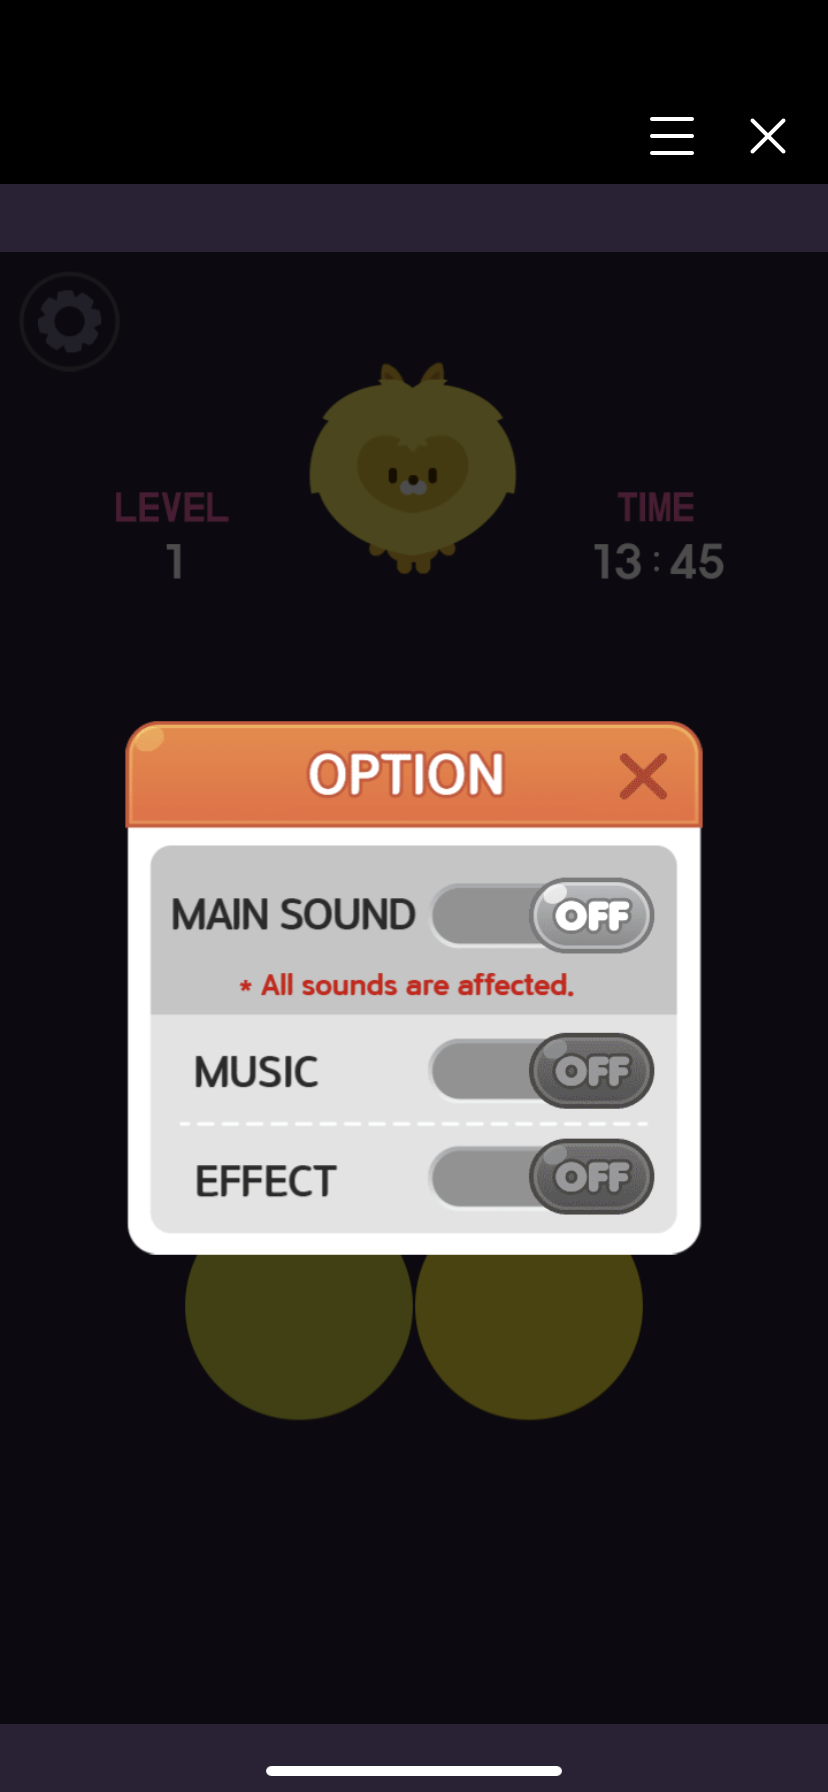 LEVEL
1
TIME
13:45
OPTION
MAIN SOUND OFF
* All sounds are affected.
MUSIC OFF
EFFECT OFF